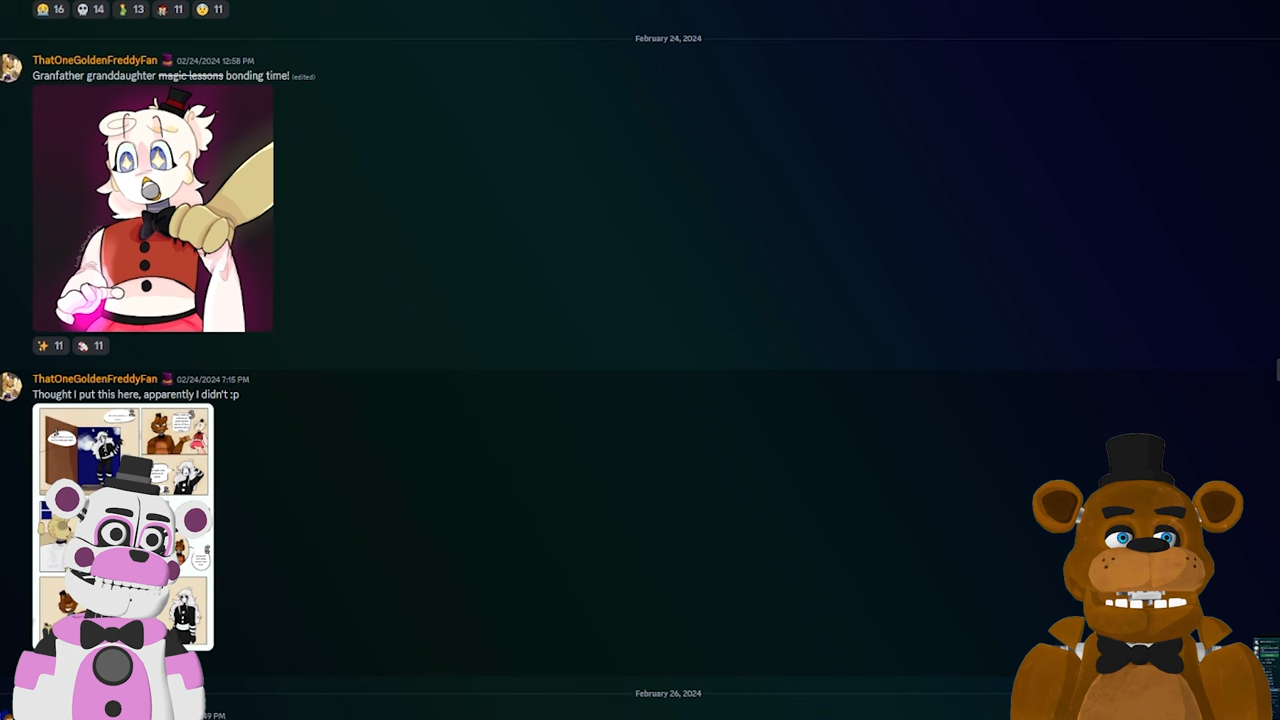 16 14 13 11 11
February 24, 2024
ThatOneGoldenFreddyFan 02/24/2024 12:58 PM
Granfather granddaughter magic lessons bonding time! (edited)
11 11
ThatOneGoldenFreddyFan 02/24/2024 7:15 PM
Thought I put this here, apparently I didn't :p
February 26, 2024
PM